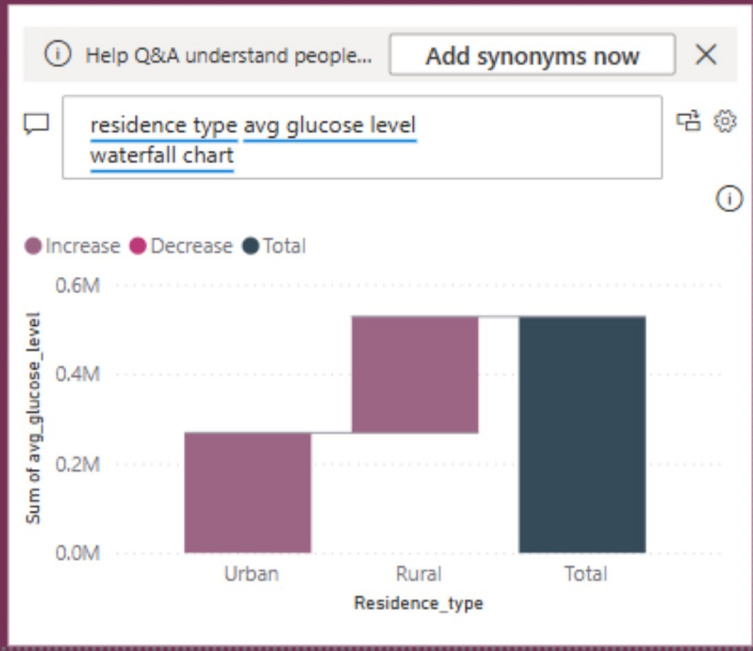 Help Q&A understand people... Add synonyms now
residence type avg glucose level
waterfall chart
Increase Decrease Total
Sum of avg_glucose_level
0.6M
0.4M
0.2M
0.0M
Urban Rural Total
Residence_type